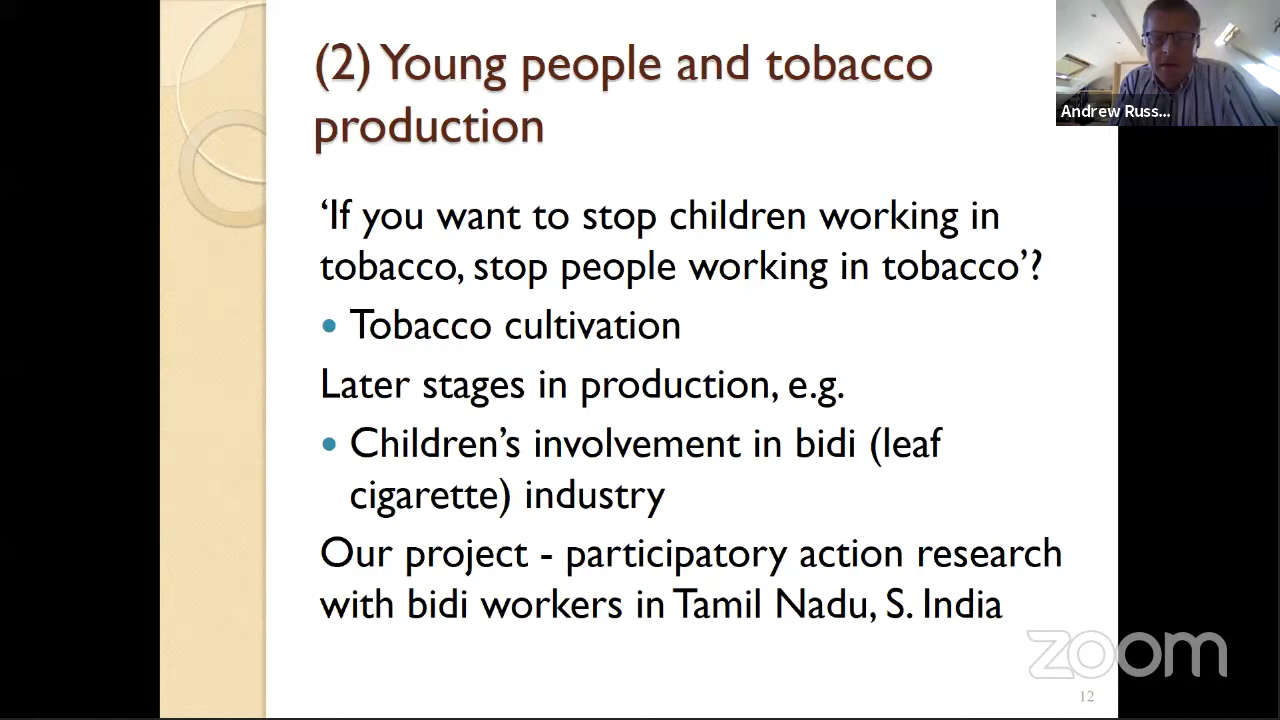 (2) Young people and tobacco
production
Andrew Russ...
‘If you want to stop children working in
tobacco, stop people working in tobacco’?
• Tobacco cultivation
Later stages in production, e.g.
• Children’s involvement in bidi (leaf
cigarette) industry
Our project - participatory action research
with bidi workers in Tamil Nadu, S. India
zoom
12